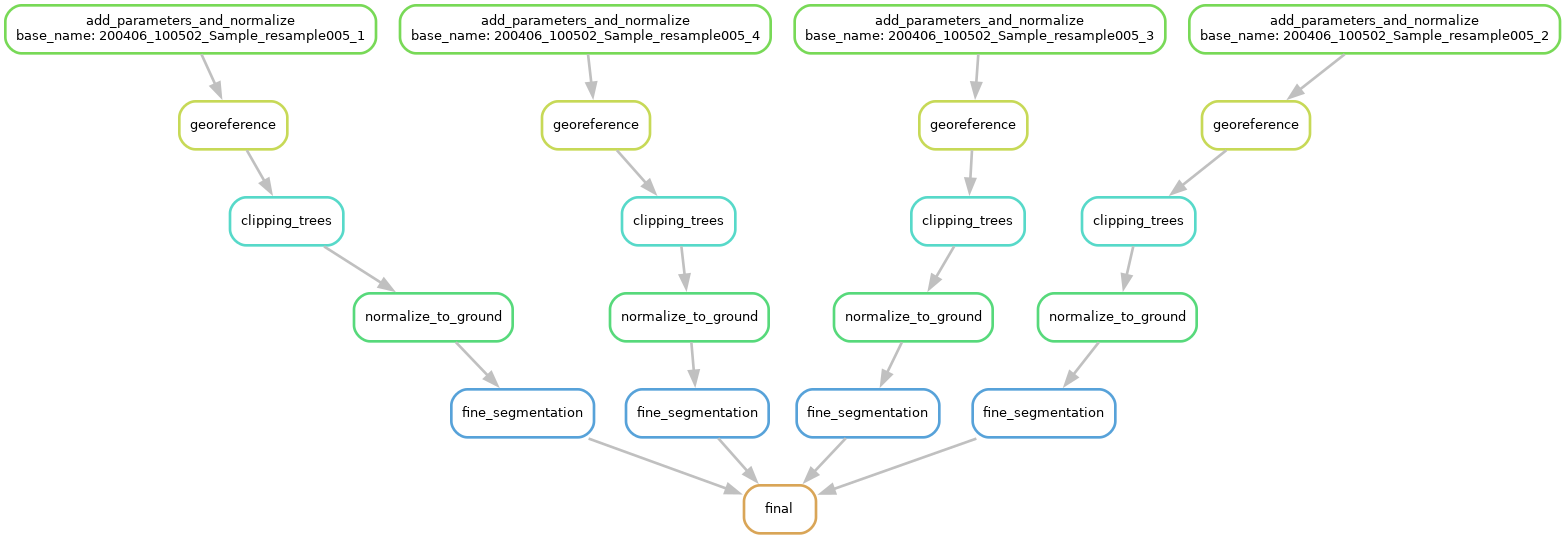 add_parameters_and_normalize
base_name: 200406_100502_Sample_resample005_1
add_parameters_and_normalize
base_name: 200406_100502_Sample_resample005_4
add_parameters_and_normalize
base_name: 200406_100502_Sample_resample005_3
add_parameters_and_normalize
base_name: 200406_100502_Sample_resample005_2
georeference
georeference
georeference
georeference
clipping_trees
clipping_trees
clipping_trees
clipping_trees
normalize_to_ground
normalize_to_ground
normalize_to_ground
normalize_to_ground
fine_segmentation
fine_segmentation
fine_segmentation
fine_segmentation
final